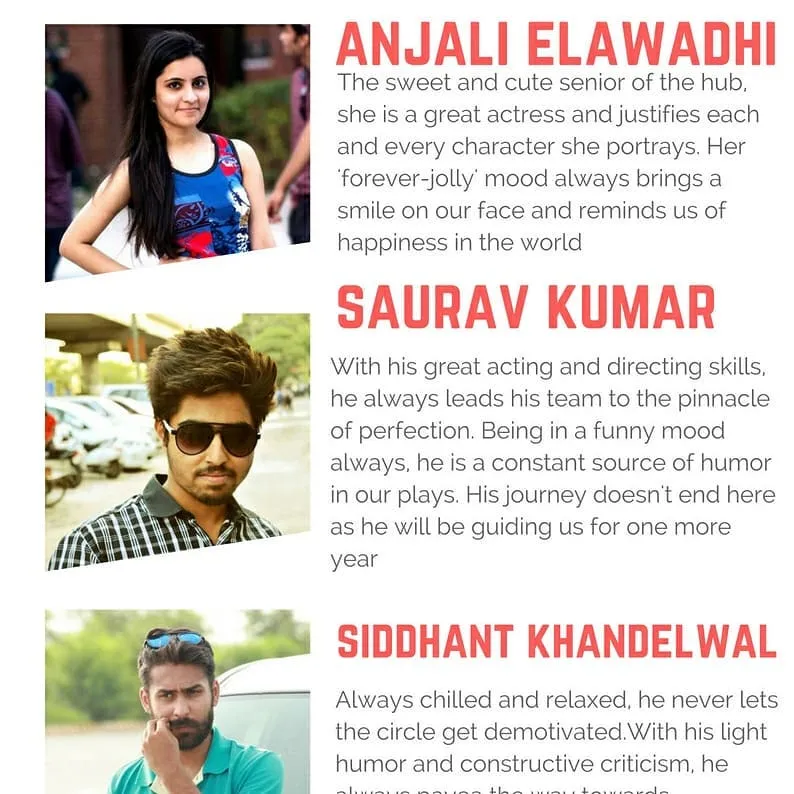 ANJALI ELAWADHI
The sweet and cute senior of the hub,
she is a great actress and justifies each
and every character she portrays. Her
'forever-jolly' mood always brings a
smile on our face and reminds us of
happiness in the world
SAURAV KUMAR
With his great acting and directing skills,
he always leads his team to the pinnacle
of perfection. Being in a funny mood
always, he is a constant source of humor
in our plays. His journey doesn't end here
as he will be guiding us for one more
year
SIDDHANT KHANDELWAL
Always chilled and relaxed, he never lets
the circle get demotivated.With his light
humor and constructive criticism, he
always paves the way towards